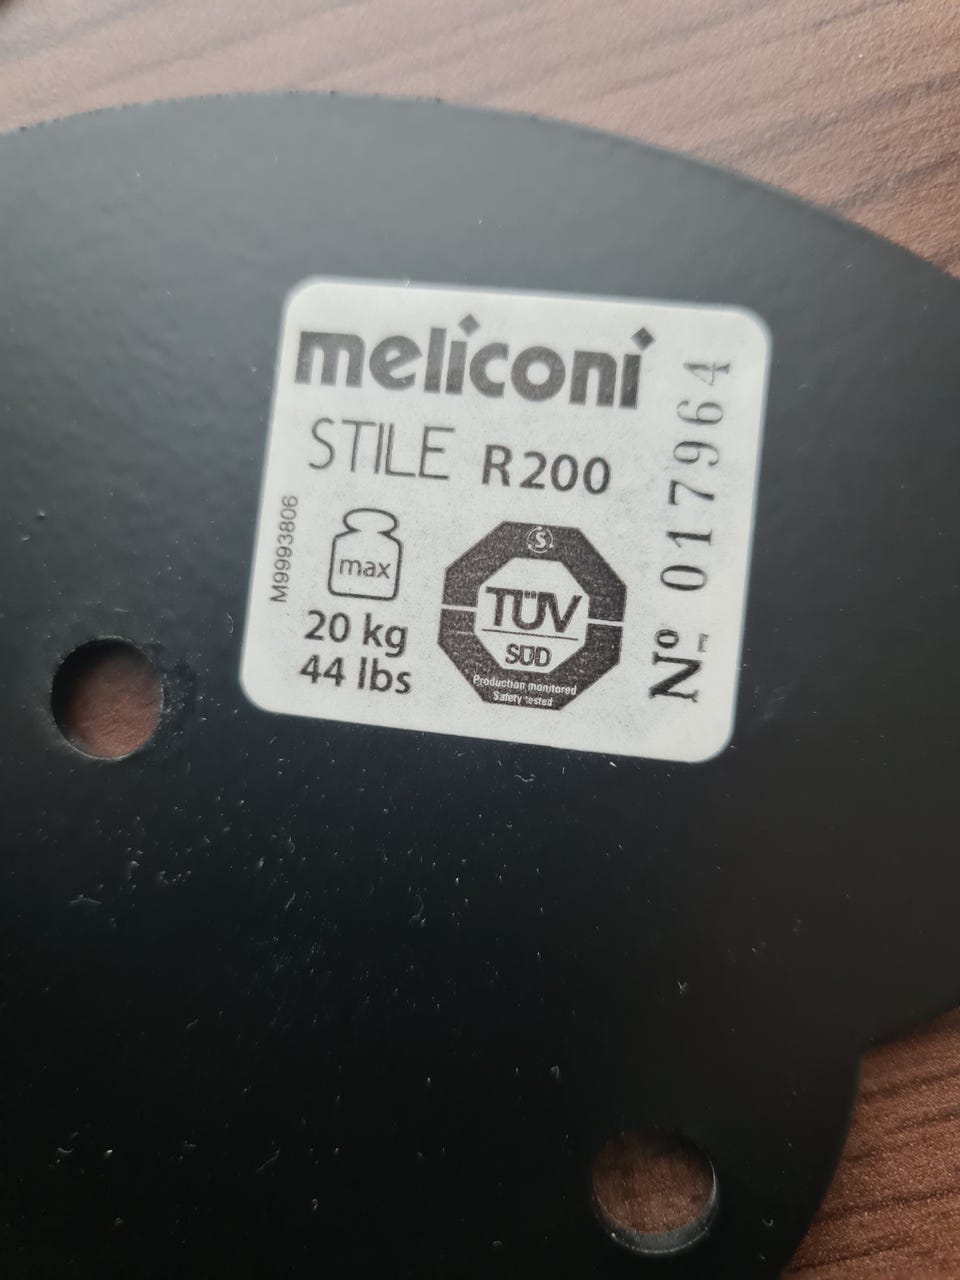 meliconi
STILE R200
M9993806
max
20 kg
44 lbs
S
TÜV
SÜD
Production monitored
Safety tested
Nº 017964